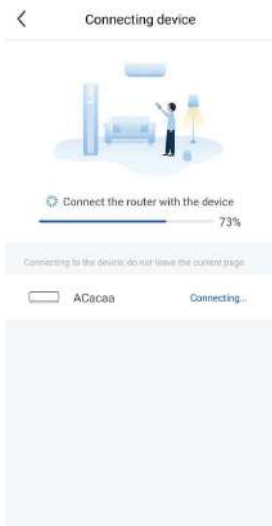 Connecting device
Connect the router with the device
73%
Connecting to the device, do not leave the current page.
ACacaa
Connecting...